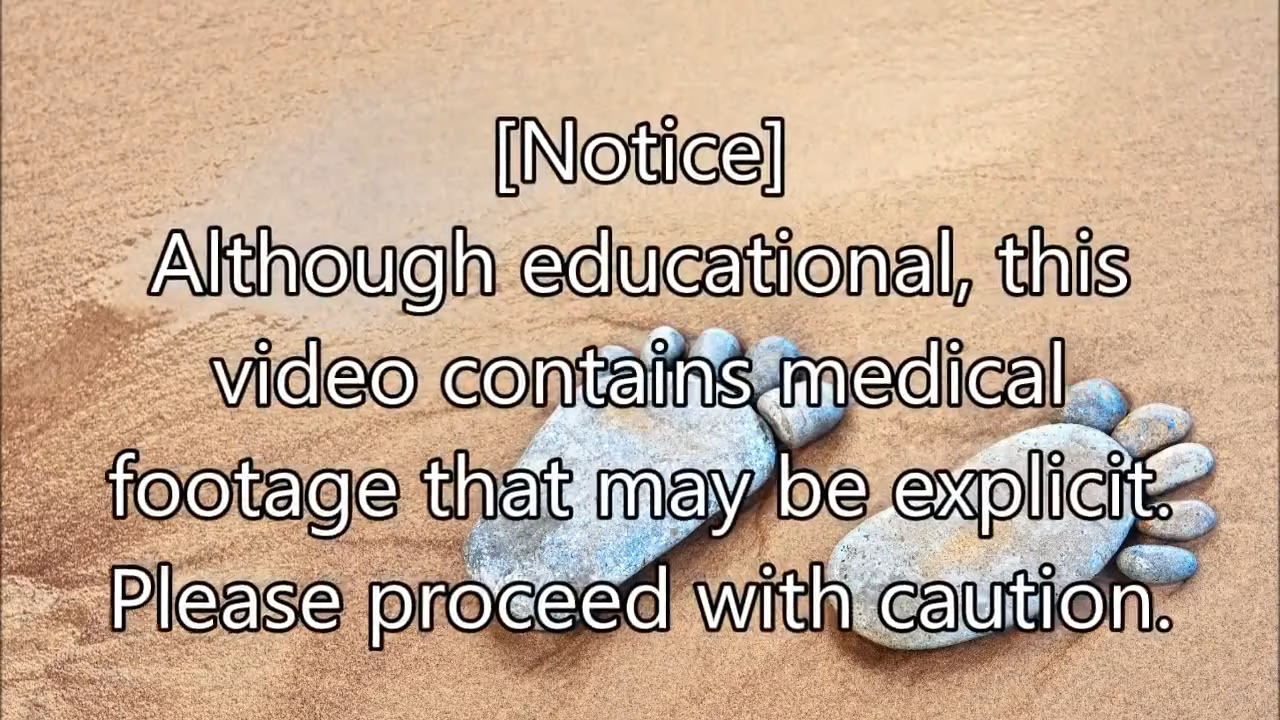 [Notice]
Although educational, this
video contains medical
footage that may be explicit.
Please proceed with caution.